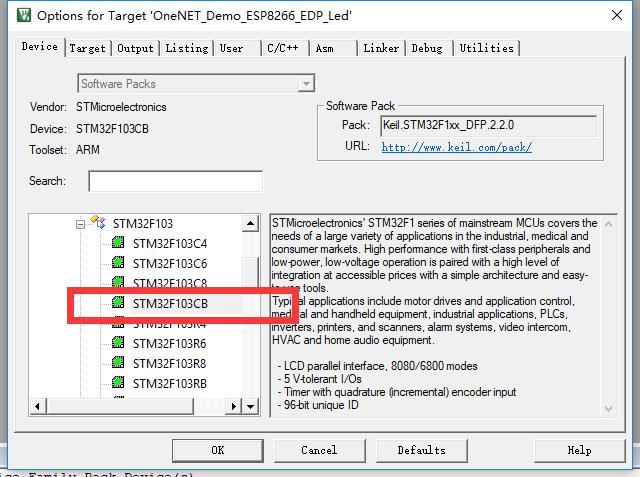 Options for Target 'OneNET_Demo_ESP8266_EDP_Led'
Device Target Output Listing User C/C++ Asm Linker Debug Utilities
Software Packs
Vendor: STMicroelectronics
Device: STM32F103CB
Toolset: ARM
Search:
Software Pack
Pack: Keil.STM32F1xx_DFP.2.2.0
URL: http://www.keil.com/pack/
STM32F103
STM32F103C4
STM32F103C6
STM32F103C8
STM32F103CB
STM32F103R4
STM32F103R6
STM32F103R8
STM32F103RB
STMicroelectronics' STM32F1 series of mainstream MCUs covers the
needs of a large variety of applications in the industrial, medical and
consumer markets. High performance with first-class peripherals and
low-power, low-voltage operation is paired with a high level of
integration at accessible prices with a simple architecture and easy-
to-use tools.
Typical applications include motor drives and application control,
medical and handheld equipment, industrial applications, PLCs,
inverters, printers, and scanners, alarm systems, video intercom,
HVAC and home audio equipment.
- LCD parallel interface, 8080/6800 modes
- 5 V-tolerant I/Os
- Timer with quadrature (incremental) encoder input
- 96-bit unique ID
OK Cancel Defaults Help
ice Family Pack Device(s)